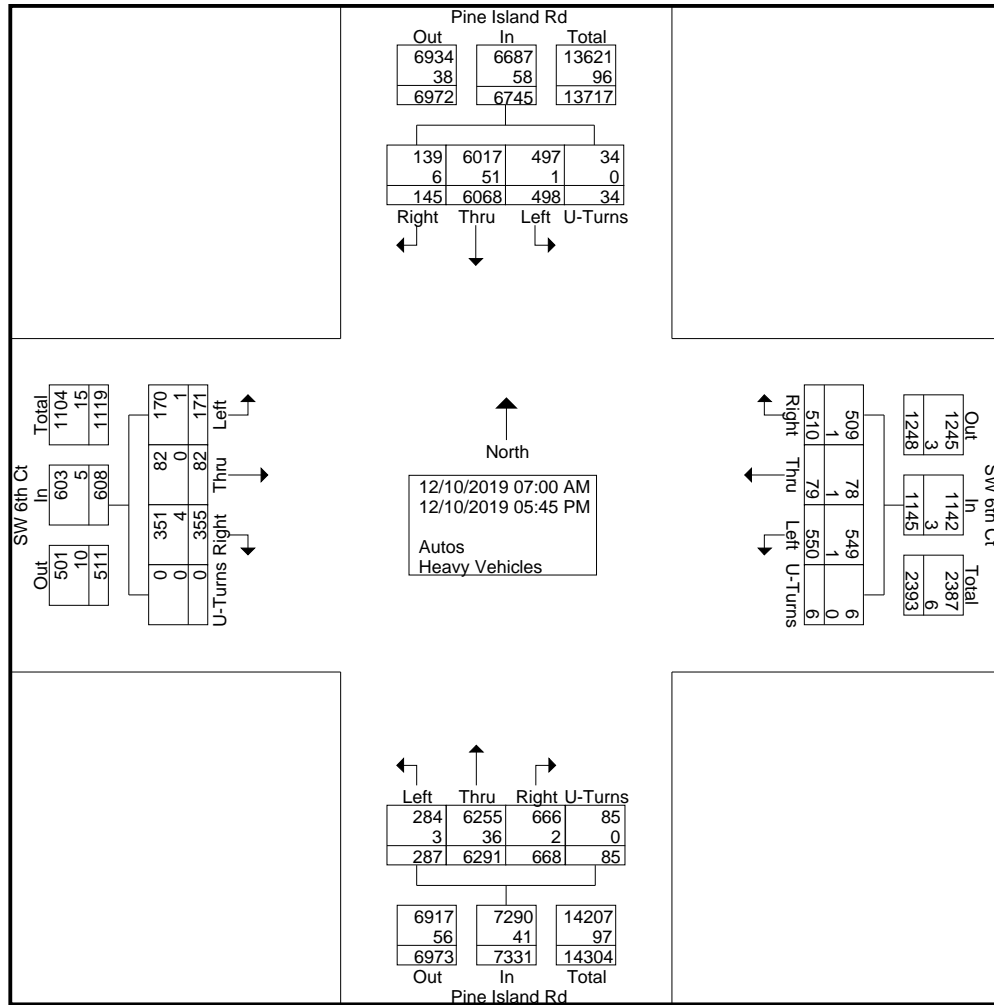 Pine Island Rd
Out In Total
6934 6687 13621
38 58 96
6972 6745 13717
139 6017 497 34
6 51 1 0
145 6068 498 34
Right Thru Left U-Turns
SW 6th Ct
Total In Out
1104 603 501
15 5 10
1119 608 511
170 82 351 0
1 0 4 0
171 82 355 0
Left Thru Right U-Turns
North
12/10/2019 07:00 AM
12/10/2019 05:45 PM
Autos
Heavy Vehicles
Right Thru Left U-Turns
509 78 549 6
1 1 1 0
510 79 550 6
SW 6th Ct
Out In Total
1245 1142 2387
3 3 6
1248 1145 2393
Left Thru Right U-Turns
284 6255 666 85
3 36 2 0
287 6291 668 85
6917 7290 14207
56 41 97
6973 7331 14304
Out In Total
Pine Island Rd